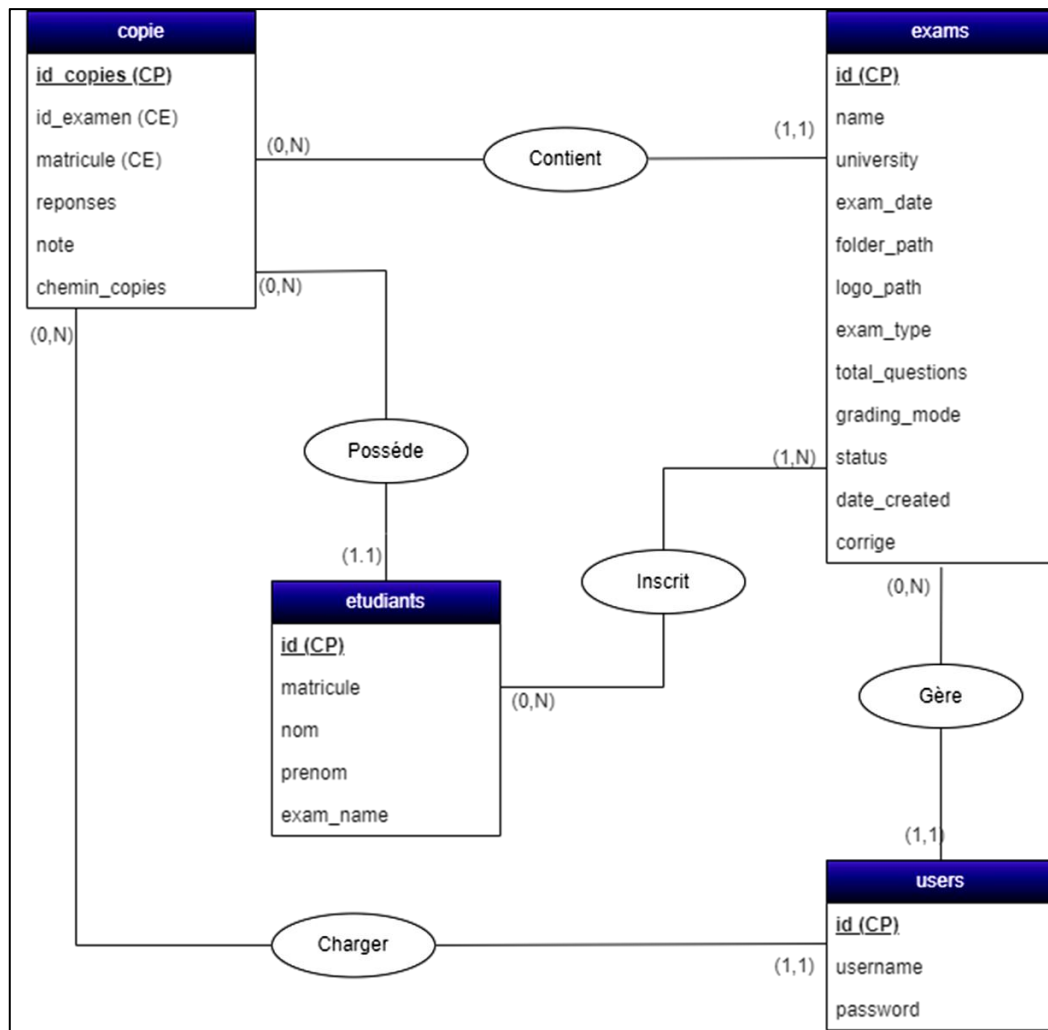 copie
id_copies (CP)
id_examen (CE)
matricule (CE)
reponses
note
chemin_copies
(0,N)
Contient
(1,1)
exams
id (CP)
name
university
exam_date
folder_path
logo_path
exam_type
total_questions
grading_mode
status
date_created
corrige
(0,N)
(0,N)
Posséde
(1.1)
(1,N)
Inscrit
(0,N)
etudiants
id (CP)
matricule
nom
prenom
exam_name
(0,N)
Gère
(1,1)
users
id (CP)
username
password
Charger
(1,1)